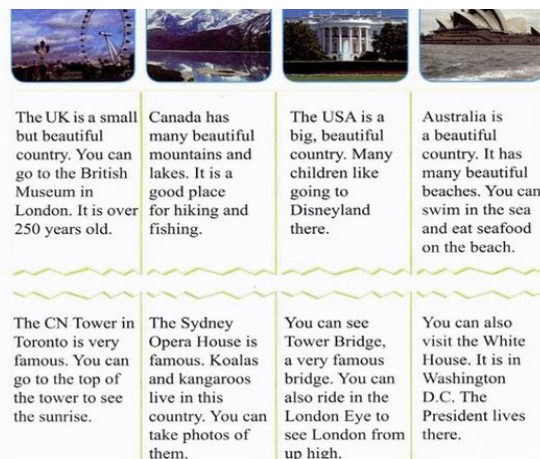 The UK is a small
but beautiful
country. You can
go to the British
Museum in
London. It is over
250 years old.
Canada has
many beautiful
mountains and
lakes. It is a
good place
for hiking and
fishing.
The USA is a
big, beautiful
country. Many
children like
going to
Disneyland
there.
Australia is
a beautiful
country. It has
many beautiful
beaches. You can
swim in the sea
and eat seafood
on the beach.
The CN Tower in
Toronto is very
famous. You can
go to the top of
the tower to see
the sunrise.
The Sydney
Opera House is
famous. Koalas
and kangaroos
live in this
country. You can
take photos of
them.
You can see
Tower Bridge,
a very famous
bridge. You can
also ride in the
London Eye to
see London from
up high.
You can also
visit the White
House. It is in
Washington
D.C. The
President lives
there.